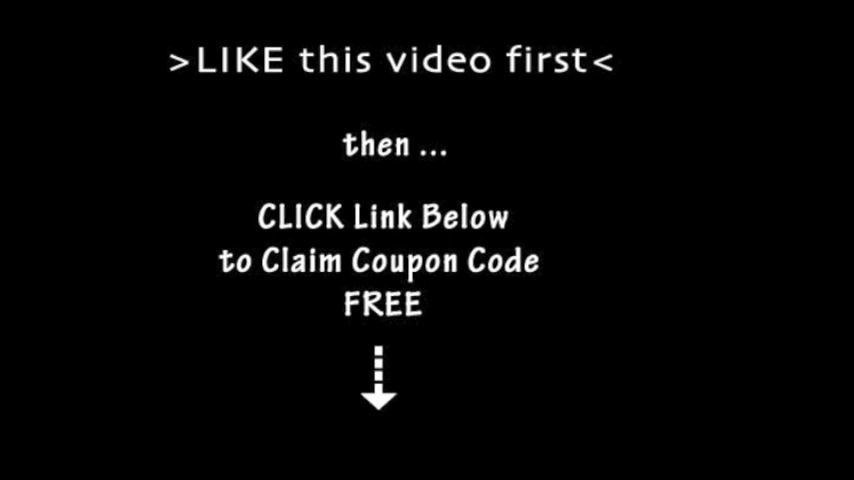 >LIKE this video first<
then ...
CLICK Link Below
to Claim Coupon Code
FREE